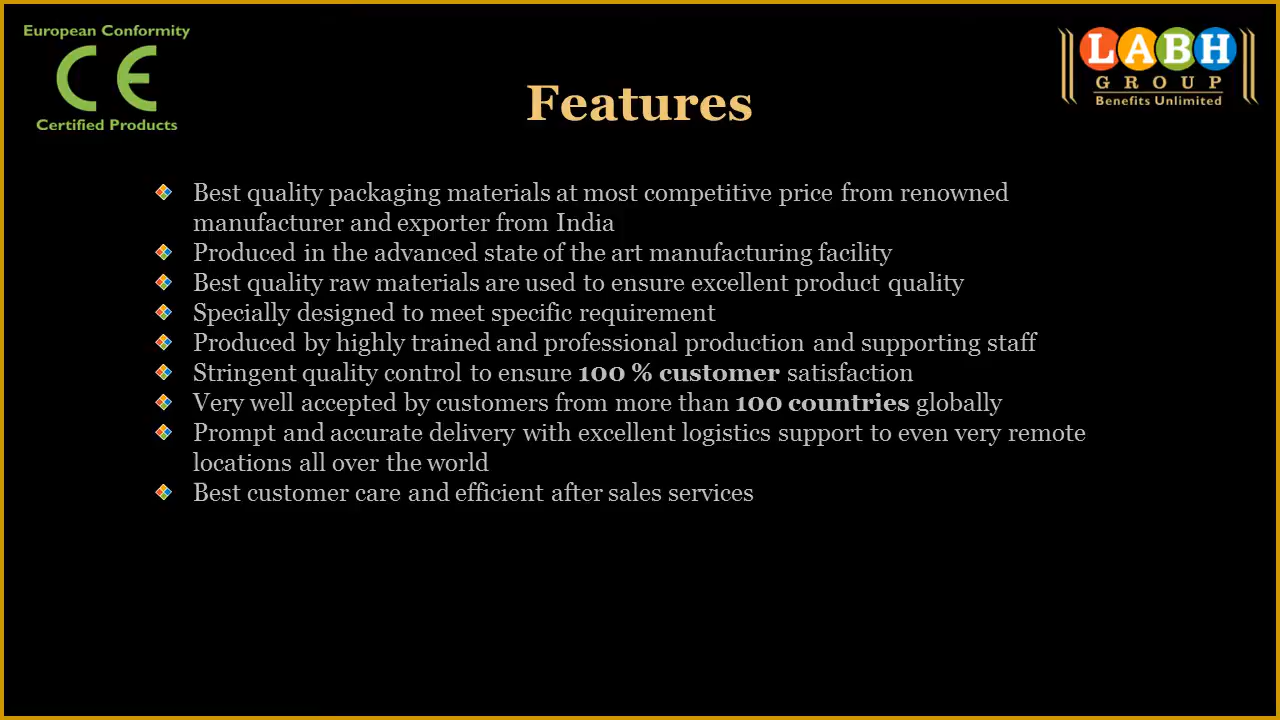 European Conformity
CE
Certified Products
LABH
GROUP
Benefits Unlimited
Features
Best quality packaging materials at most competitive price from renowned
manufacturer and exporter from India
Produced in the advanced state of the art manufacturing facility
Best quality raw materials are used to ensure excellent product quality
Specially designed to meet specific requirement
Produced by highly trained and professional production and supporting staff
Stringent quality control to ensure 100 % customer satisfaction
Very well accepted by customers from more than 100 countries globally
Prompt and accurate delivery with excellent logistics support to even very remote
locations all over the world
Best customer care and efficient after sales services